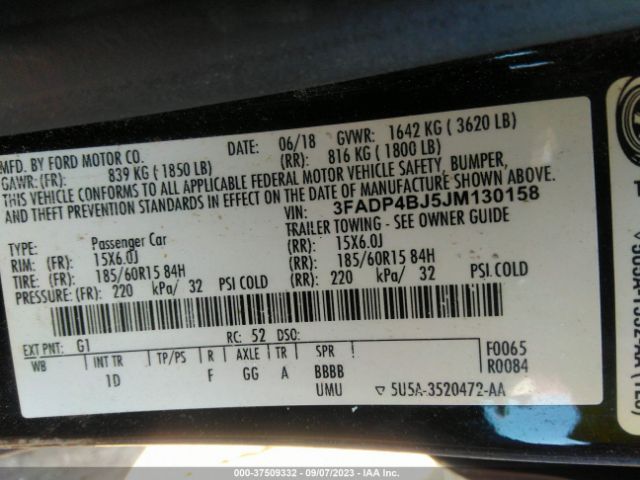 MFD. BY FORD MOTOR CO.
DATE: 06/18 GVWR: 1642 KG ( 3620 LB)
GAWR:(FR): 839 KG ( 1850 LB) (RR): 816 KG ( 1800 LB)
THIS VEHICLE CONFORMS TO ALL APPLICABLE FEDERAL MOTOR VEHICLE SAFETY, BUMPER,
AND THEFT PREVENTION STANDARDS IN EFFECT ON THE DATE OF MANUFACTURE SHOWN ABOVE.
VIN: 3FADP4BJ5JM130158
TYPE: Passenger Car TRAILER TOWING - SEE OWNER GUIDE
RIM: (FR): 15X6.0J (RR): 15X6.0J
TIRE: (FR): 185/60R15 84H (RR): 185/60R15 84H
PRESSURE: (FR): 220 kPa/ 32 PSI COLD (RR): 220 kPa/ 32 PSI COLD
EXT PNT: G1 RC: 52 DSO:
WB INT TR TP/PS R AXLE TR SPR F0065
1D F GG A BBBB R0084
UMU ▽ 5U5A-3520472-AA
000-37509332 - 09/07/2023 - IAA Inc.